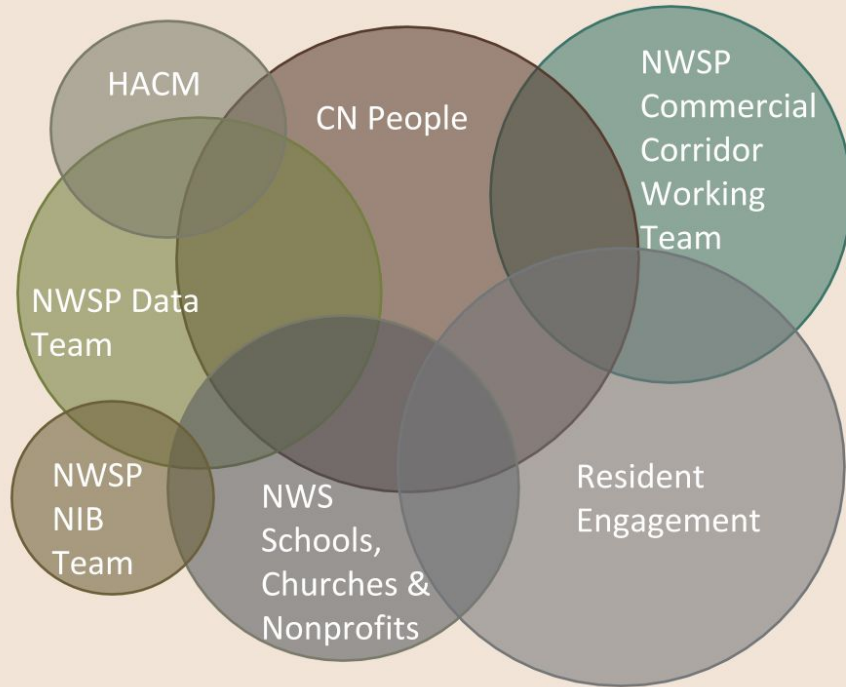 HACM
CN People
NWSP
Commercial
Corridor
Working
Team
NWSP Data
Team
NWSP
NIB
Team
NWS
Schools,
Churches &
Nonprofits
Resident
Engagement